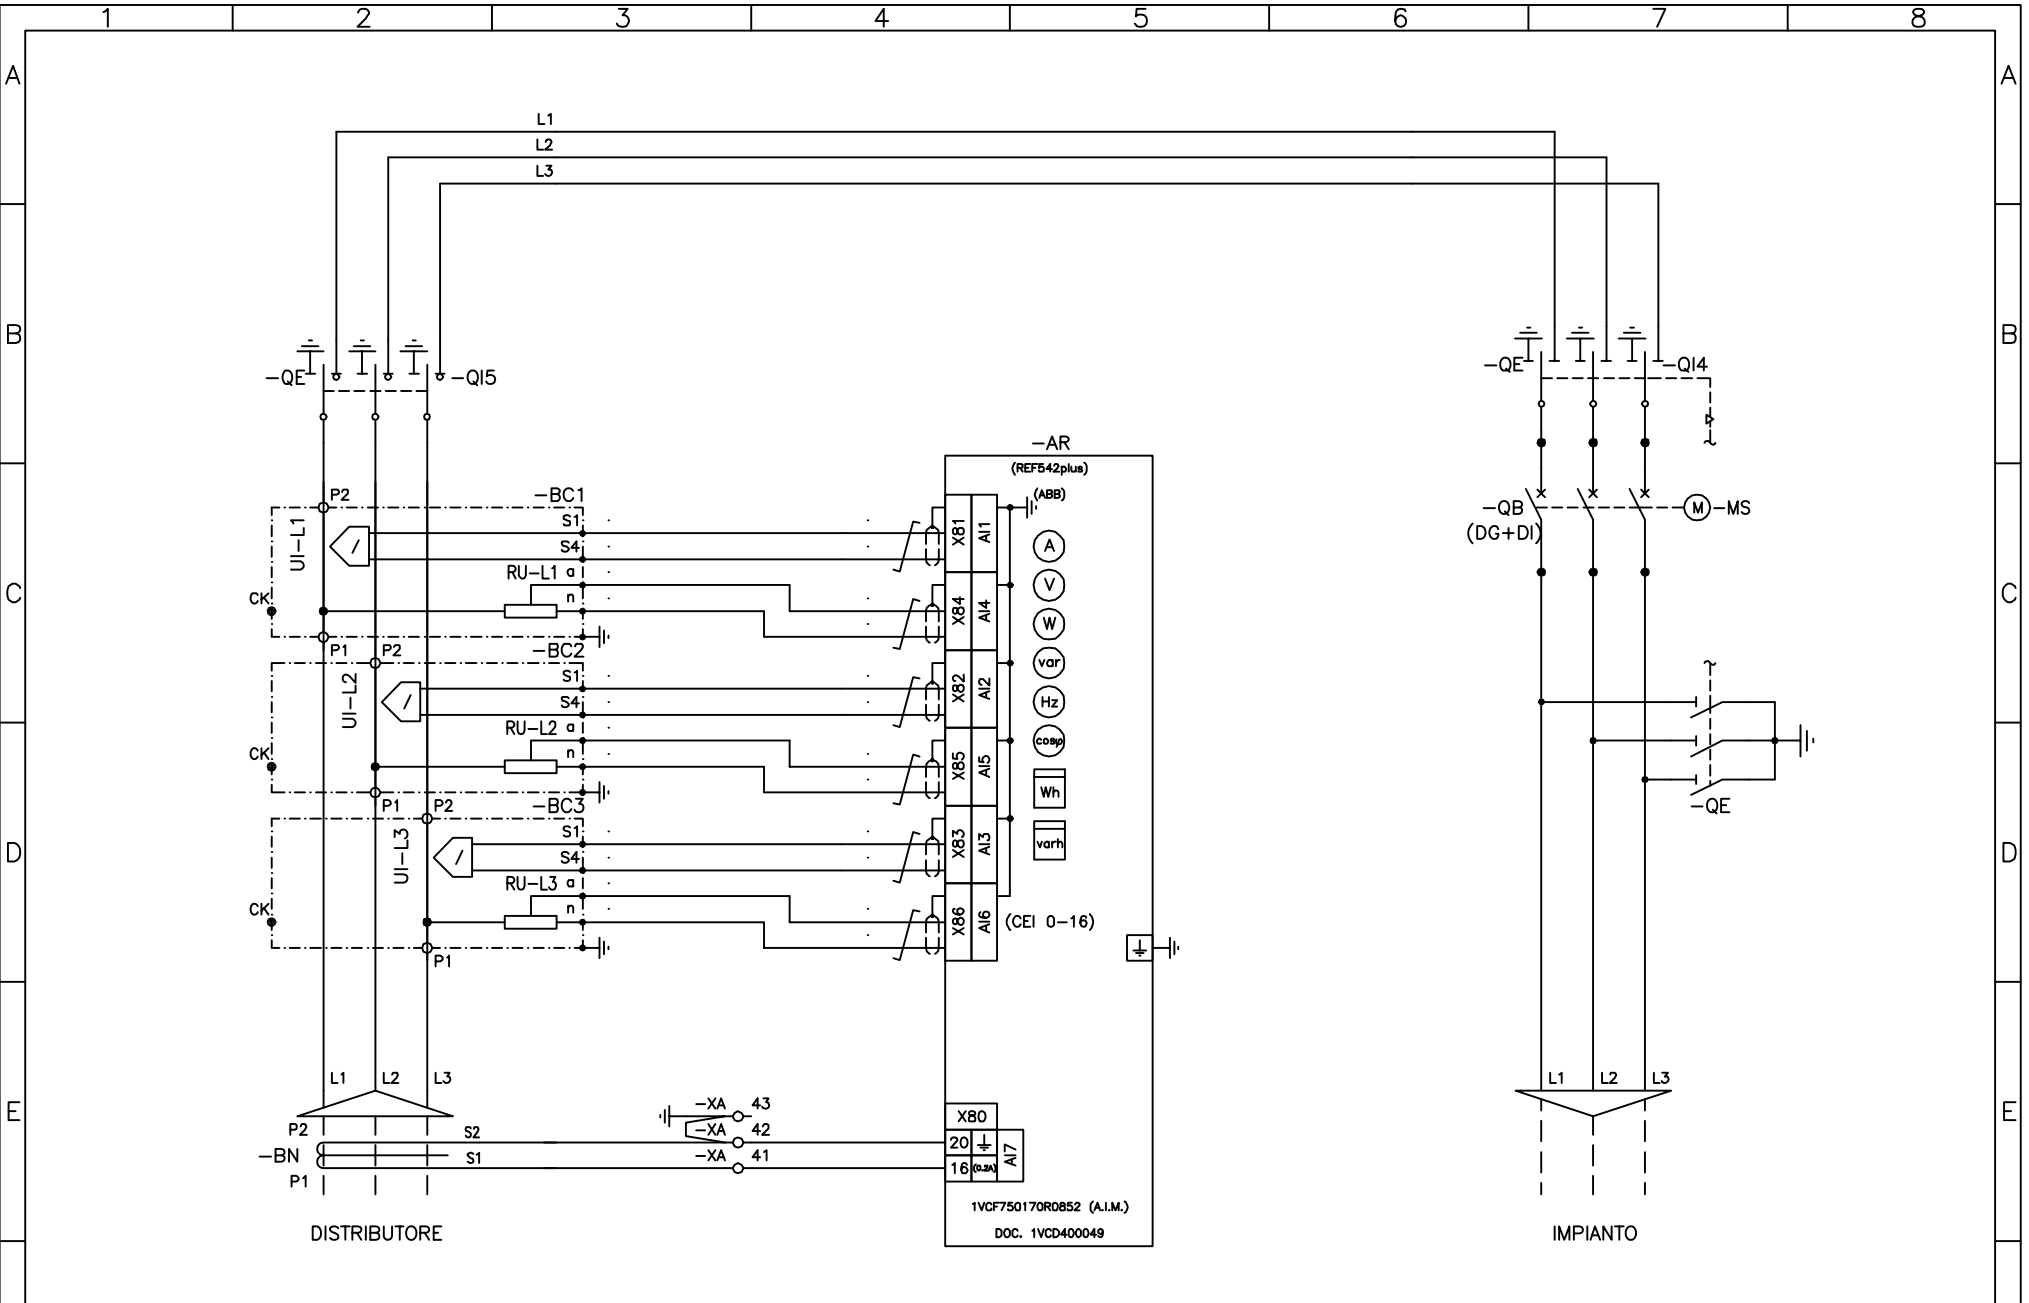 1 2 3 4 5 6 7 8
A A
L1
L2
L3
B B
-QE -QI5
-QE -QI4
-AR
(REF542plus)
(ABB)
P2 -BC1
UI-L1 S1
S4
X81 AI1
A
-QB M -MS
(DG+DI)
RU-L1 a
n
CK
X84 AI4
V
W
C C
P1 P2 -BC2
UI-L2 S1
S4
X82 AI2
var
Hz
RU-L2 a
n
CK
X85 AI5
cosφ
Wh
P1 P2 -BC3
-QE
UI-L3 S1
S4
X83 AI3
varh
D D
RU-L3 a
n
CK
X86 AI6
(CEI 0-16)
P1
L1 L2 L3
L1 L2 L3
E E
-XA 43
X80
P2 S2 -XA 42
20
-BN S1 -XA 41
16 (0.2A) AI7
P1
1VCF750170R0852 (A.I.M.)
DOC. 1VCD400049
DISTRIBUTORE IMPIANTO